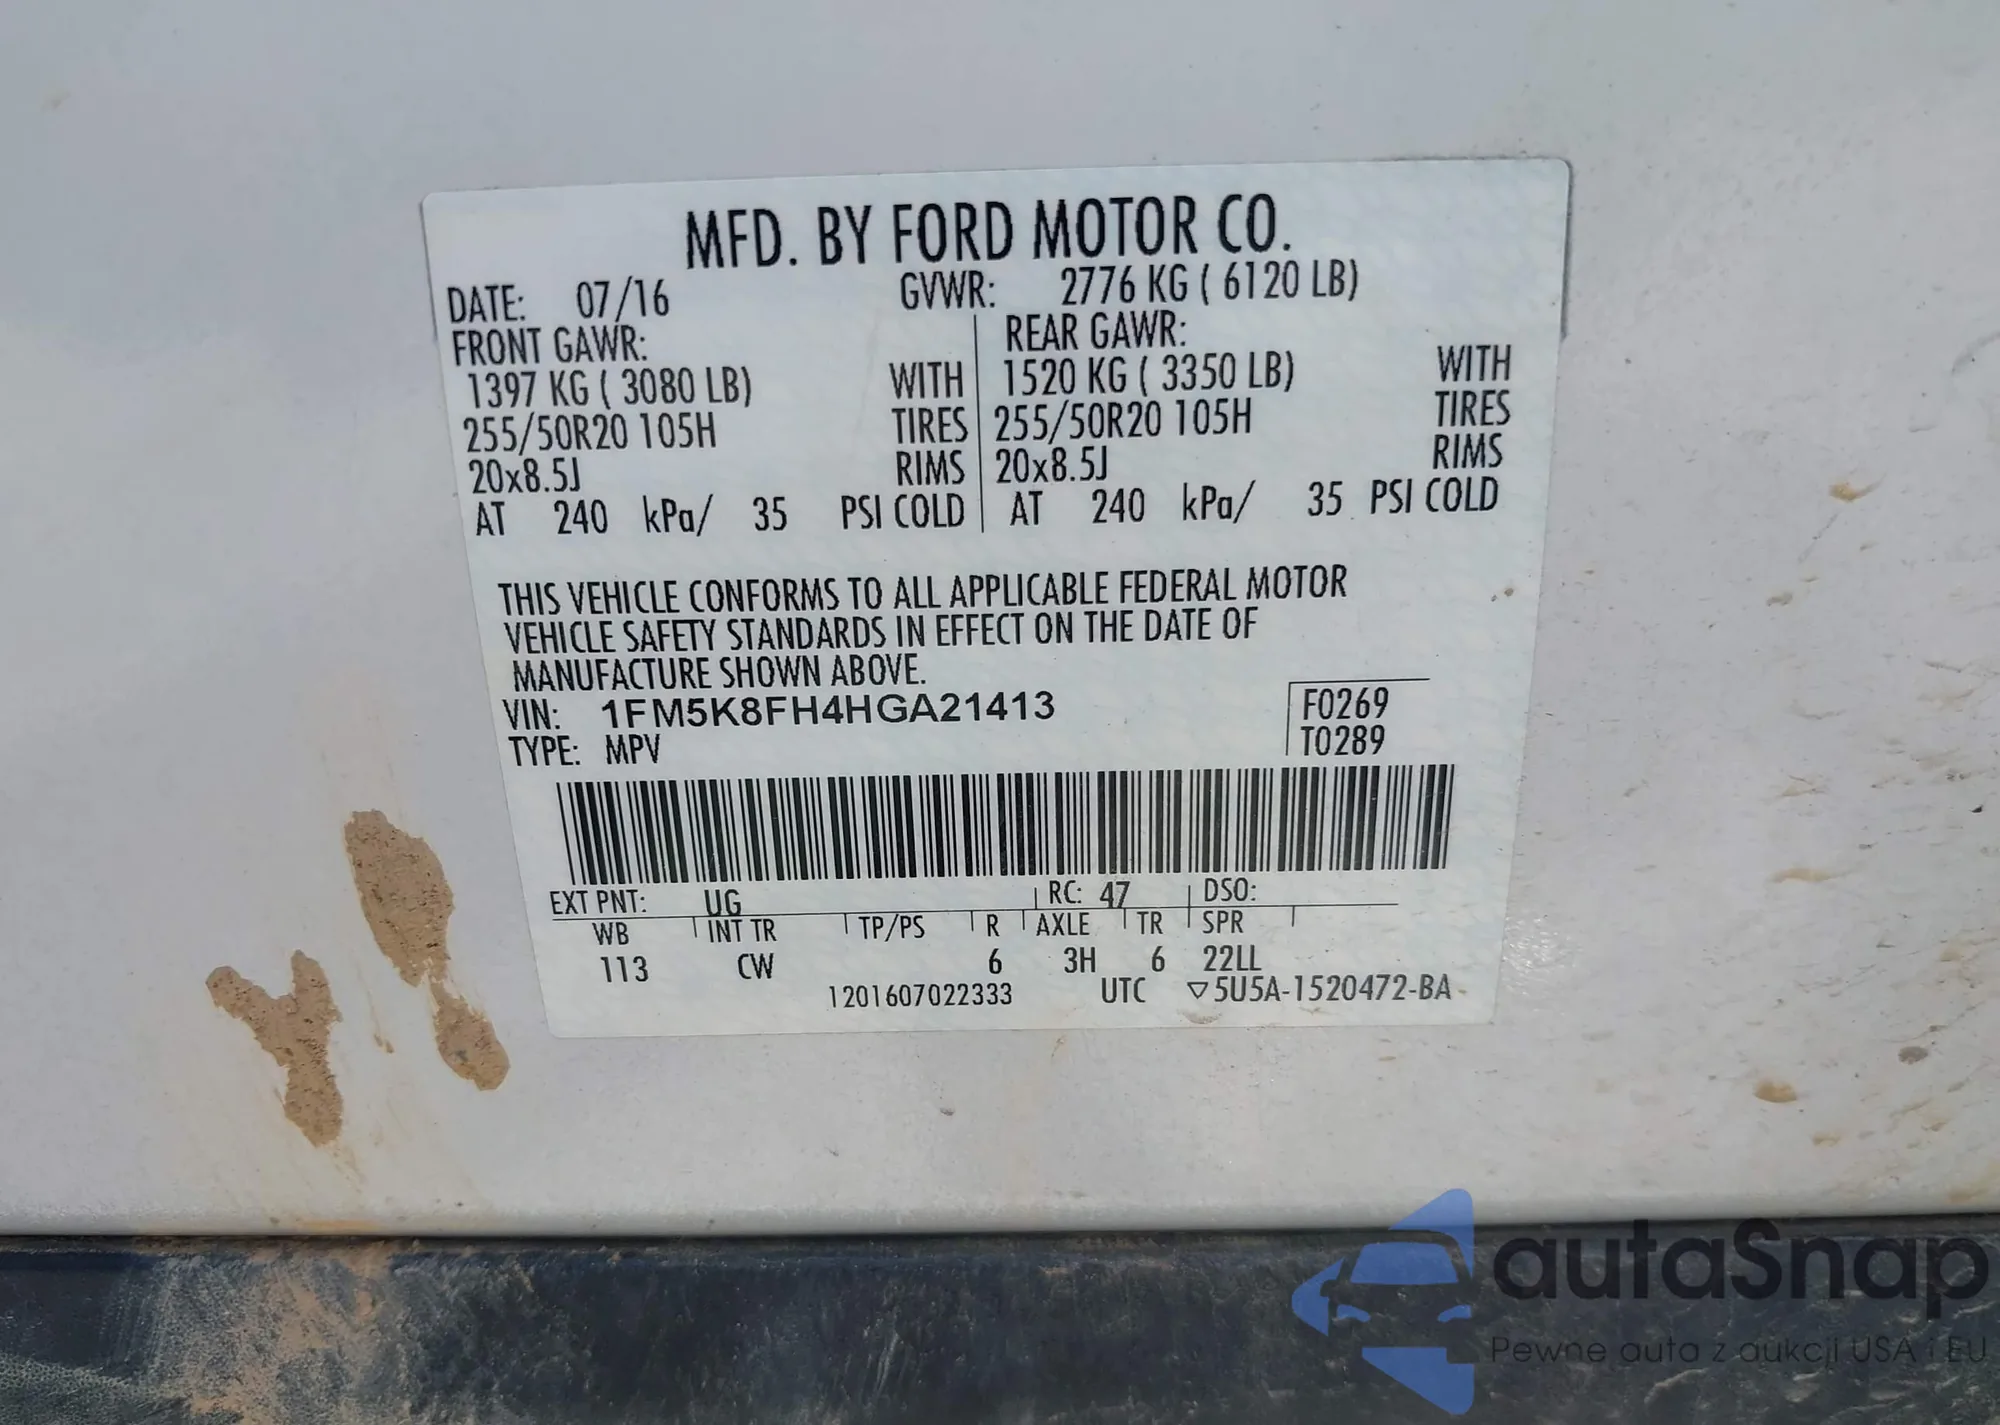 MFD. BY FORD MOTOR CO.
DATE: 07/16 GVWR: 2776 KG ( 6120 LB)
FRONT GAWR: REAR GAWR:
1397 KG ( 3080 LB) WITH 1520 KG ( 3350 LB) WITH
255/50R20 105H TIRES 255/50R20 105H TIRES
20x8.5J RIMS 20x8.5J RIMS
AT 240 kPa/ 35 PSI COLD AT 240 kPa/ 35 PSI COLD
THIS VEHICLE CONFORMS TO ALL APPLICABLE FEDERAL MOTOR
VEHICLE SAFETY STANDARDS IN EFFECT ON THE DATE OF
MANUFACTURE SHOWN ABOVE.
VIN: 1FM5K8FH4HGA21413 F0269
TYPE: MPV T0289
EXT PNT: UG RC: 47 DSO:
WB INT TR TP/PS R AXLE TR SPR
113 CW 6 3H 6 22LL
1201607022333 UTC ▽5U5A-1520472-BA
autaSnap
Pewne auta z aukcji USA i EU